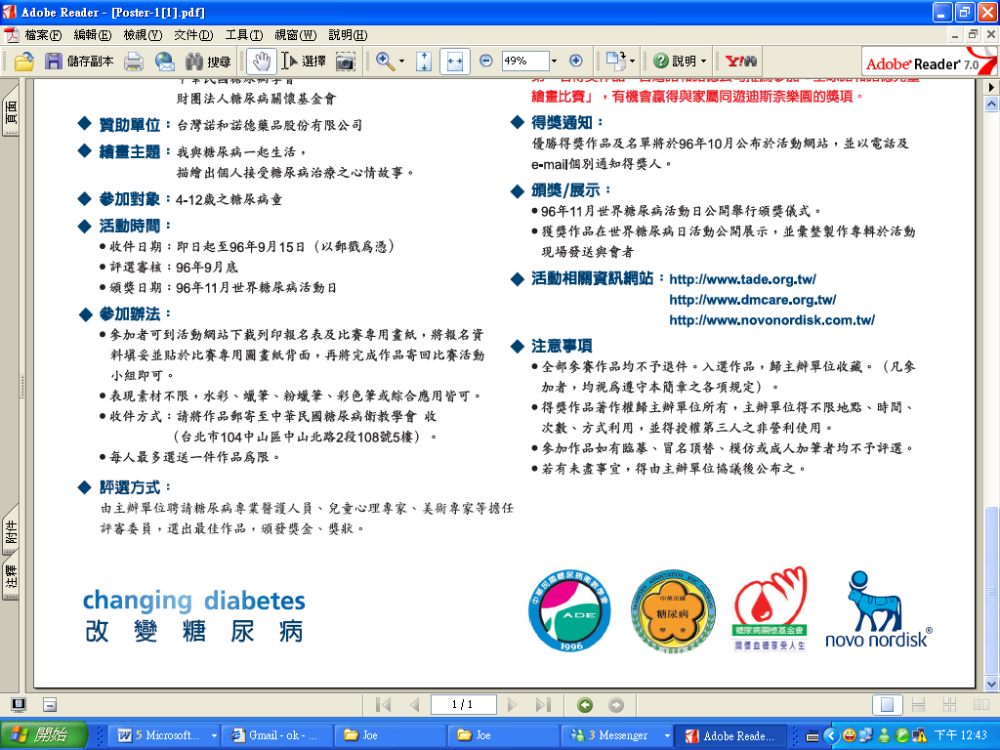 Adobe Reader - [Poster-1[1].pdf]
檔案(F) 編輯(E) 檢視(V) 文件(D) 工具(T) 視窗(W) 說明(H)
儲存副本 搜尋 選擇 49% 說明 Y! Adobe Reader 7.0
頁面
附件
注釋
財團法人糖尿病關懷基金會
贊助單位：台灣諾和諾德藥品股份有限公司
繪畫主題：我與糖尿病一起生活，
描繪出個人接受糖尿病治療之心情故事。
參加對象：4-12歲之糖尿病童
活動時間：
●收件日期：即日起至96年9月15日（以郵戳為憑）
●評選審核：96年9月底
●頒獎日期：96年11月世界糖尿病活動日
參加辦法：
●參加者可到活動網站下載列印報名表及比賽專用畫紙，將報名資
料填妥並貼於比賽專用圖畫紙背面，再將完成作品寄回比賽活動
小組即可。
●表現素材不限，水彩、蠟筆、粉蠟筆、彩色筆或綜合應用皆可。
●收件方式：請將作品郵寄至中華民國糖尿病衛教學會 收
（台北市104中山區中山北路2段108號5樓）。
●每人最多選送一件作品為限。
評選方式：
由主辦單位聘請糖尿病專業醫護人員、兒童心理專家、美術專家等擔任
評審委員，選出最佳作品，頒發獎金、獎狀。
繪畫比賽」，有機會贏得與家屬同遊迪斯奈樂園的獎項。
得獎通知：
優勝得獎作品及名單將於96年10月公布於活動網站，並以電話及
e-mail個別通知得獎人。
頒獎/展示：
●96年11月世界糖尿病活動日公開舉行頒獎儀式。
●獲獎作品在世界糖尿病日活動公開展示，並彙整製作專輯於活動
現場發送與會者
活動相關資訊網站：http://www.tade.org.tw/
http://www.dmcare.org.tw/
http://www.novonordisk.com.tw/
注意事項
●全部參賽作品均不予退件。入選作品，歸主辦單位收藏。（凡參
加者，均視為遵守本簡章之各項規定）。
●得獎作品著作權歸主辦單位所有，主辦單位得不限地點、時間、
次數、方式利用，並得授權第三人之非營利使用。
●參加作品如有臨摹、冒名頂替、模仿或成人加筆者均不予評選。
●若有未盡事宜，得由主辦單位協議後公布之。
changing diabetes
改變糖尿病
中華民國糖尿病衛教學會
ADE
1996
DIABETES ASSOCIATION
中華民國
糖尿病
學會
糖尿病關懷基金會
關懷血糖享受人生
novo nordisk®
1 / 1
開始 5 Microsoft... Gmail - ok - ... Joe Joe 3 Messenger Adobe Reade... 下午 12:43